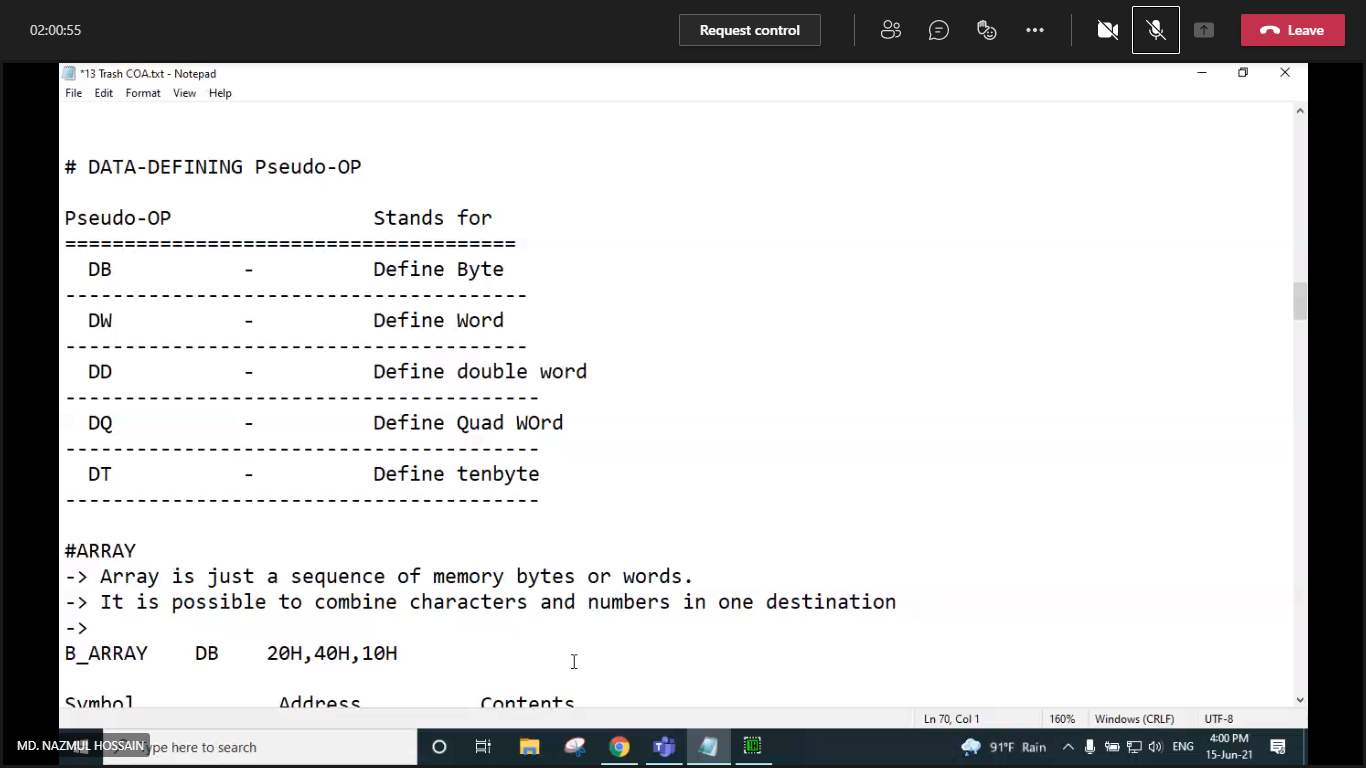 02:00:55
Request control
Leave
*13 Trash COA.txt - Notepad
File Edit Format View Help
# DATA-DEFINING Pseudo-OP
Pseudo-OP Stands for
======================================
DB - Define Byte
---------------------------------------
DW - Define Word
---------------------------------------
DD - Define double word
----------------------------------------
DQ - Define Quad WOrd
----------------------------------------
DT - Define tenbyte
----------------------------------------
#ARRAY
-> Array is just a sequence of memory bytes or words.
-> It is possible to combine characters and numbers in one destination
->
B_ARRAY DB 20H,40H,10H
Symbol Address Contents
Ln 70, Col 1 160% Windows (CRLF) UTF-8
MD. NAZMUL HOSSAIN
ype here to search
91°F Rain
ENG
4:00 PM
15-Jun-21